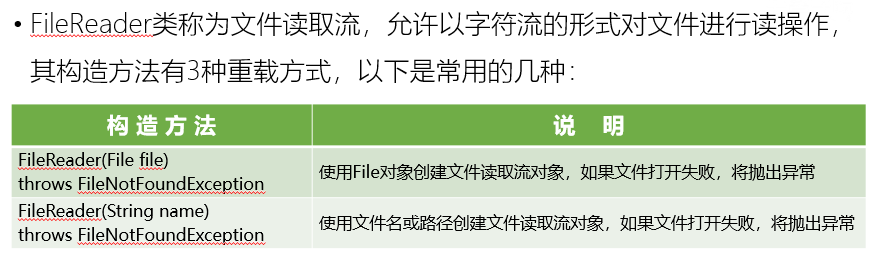 • FileReader类称为文件读取流，允许以字符流的形式对文件进行读操作，
其构造方法有3种重载方式，以下是常用的几种：
构 造 方 法
说 明
FileReader(File file)
throws FileNotFoundException
使用File对象创建文件读取流对象，如果文件打开失败，将抛出异常
FileReader(String name)
throws FileNotFoundException
使用文件名或路径创建文件读取流对象，如果文件打开失败，将抛出异常